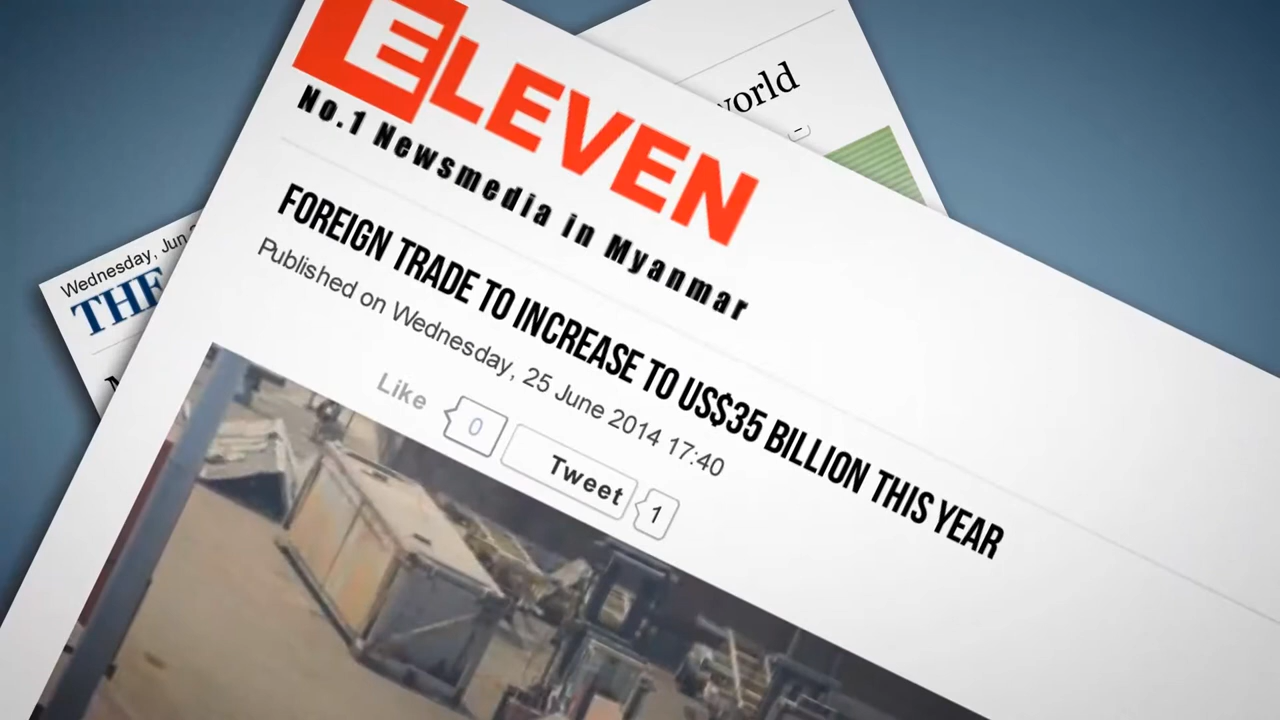 ELEVEN
No.1 Newsmedia in Myanmar
FOREIGN TRADE TO INCREASE TO US$35 BILLION THIS YEAR
Published on Wednesday, 25 June 2014 17:40
Like 0 Tweet 1
world
Wednesday, Jun
THE